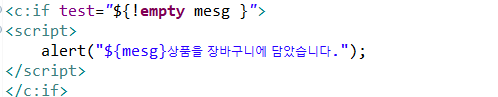 <c:if test="${!empty mesg }">
<script>
alert("${mesg}상품을 장바구니에 담았습니다.");
</script>
</c:if>